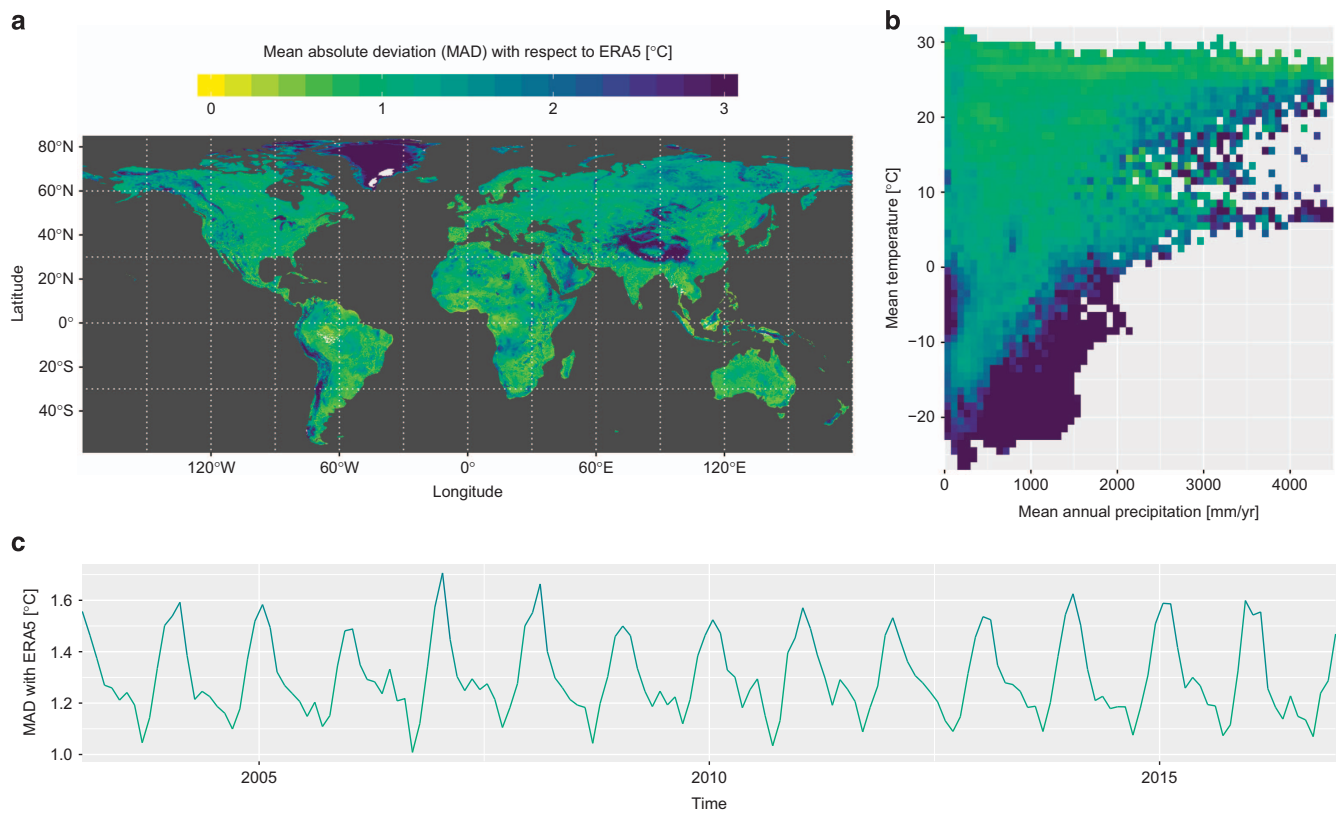 a
Mean absolute deviation (MAD) with respect to ERA5 [°C]
0 1 2 3
Latitude
80°N
60°N
40°N
20°N
0°
20°S
40°S
120°W 60°W 0° 60°E 120°E
Longitude
b
Mean temperature [°C]
30
20
10
0
−10
−20
0 1000 2000 3000 4000
Mean annual precipitation [mm/yr]
c
MAD with ERA5 [°C]
1.6
1.4
1.2
1.0
2005 2010 2015
Time